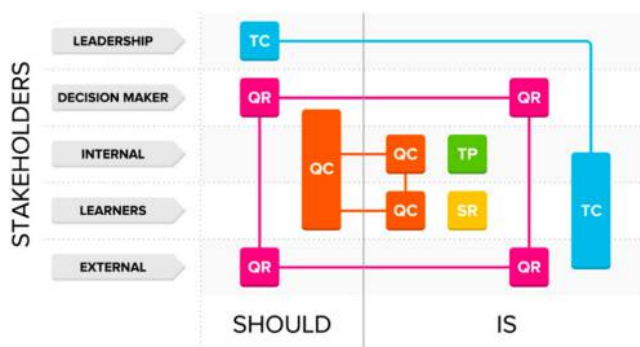 STAKEHOLDERS
LEADERSHIP TC
DECISION MAKER QR QR
INTERNAL QC QC TP
LEARNERS QC SR TC
EXTERNAL QR QR
SHOULD IS